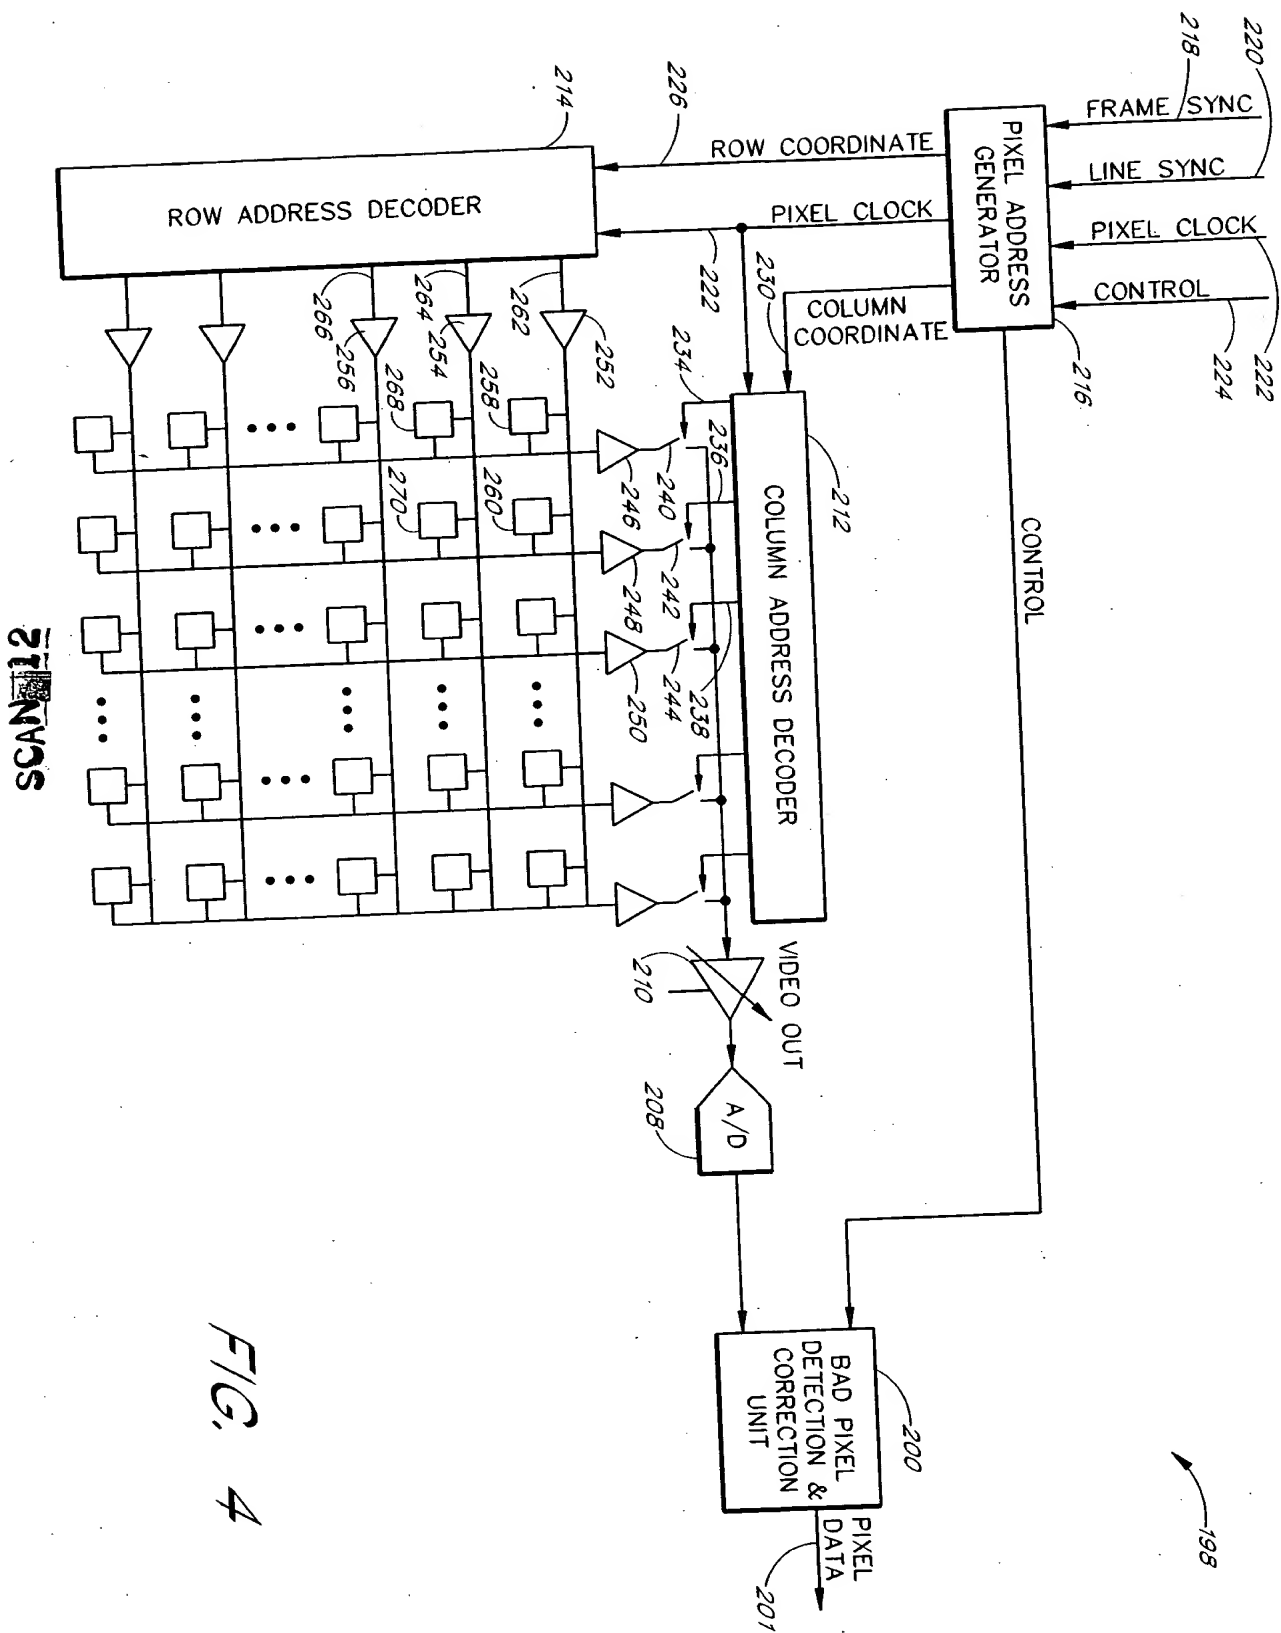 220
218
FRAME SYNC
LINE SYNC
PIXEL CLOCK
CONTROL
222
224
216
PIXEL ADDRESS
GENERATOR
226
214
ROW COORDINATE
PIXEL CLOCK
222
230
COLUMN
COORDINATE
CONTROL
ROW ADDRESS DECODER
266
264
262
256
254
252
268
258
270
260
234
236
238
240
242
244
246
248
250
212
COLUMN ADDRESS DECODER
VIDEO OUT
210
A/D
208
BAD PIXEL
DETECTION &
CORRECTION
UNIT
200
PIXEL
DATA
201
198
SCAN 12
FIG. 4